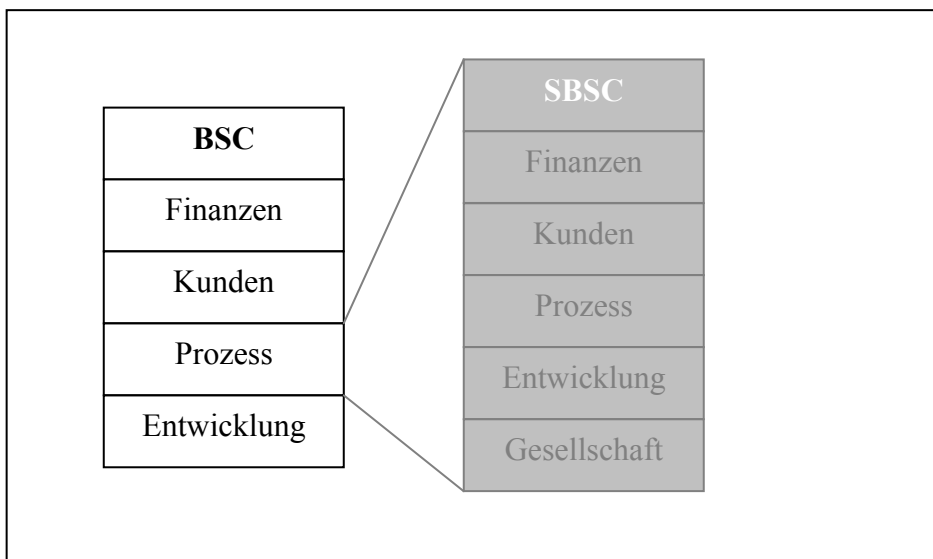 BSC
Finanzen
Kunden
Prozess
Entwicklung
SBSC
Finanzen
Kunden
Prozess
Entwicklung
Gesellschaft